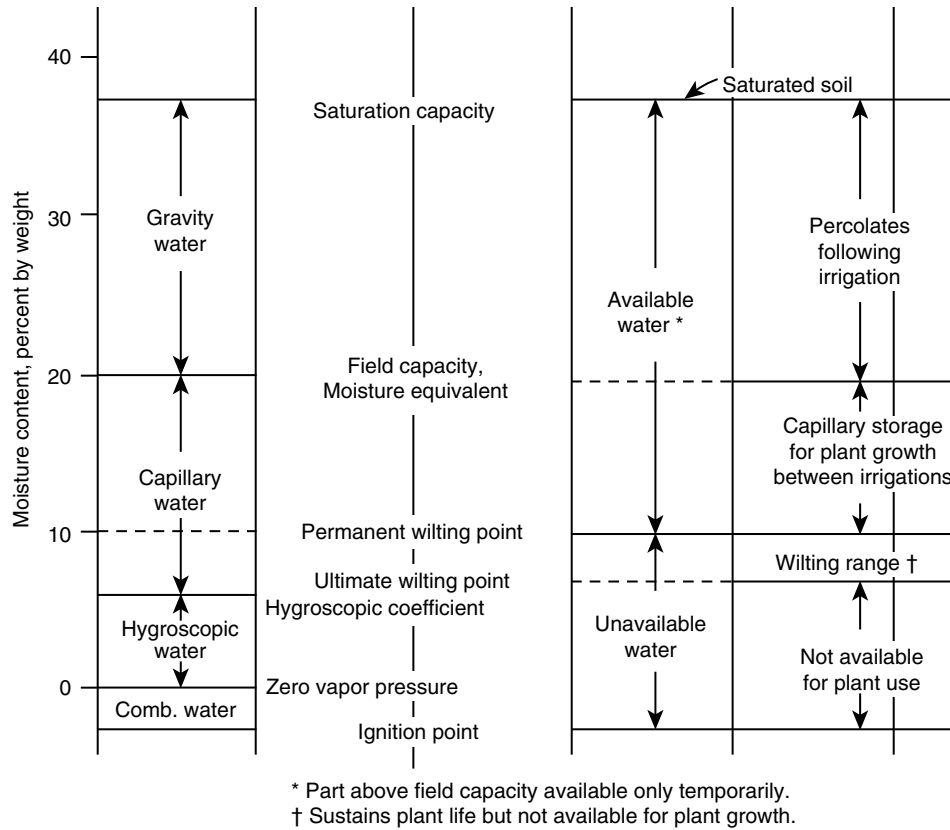 Moisture content, percent by weight
40
30
20
10
0
Gravity
water
Capillary
water
Hygroscopic
water
Comb. water
Saturation capacity
Field capacity,
Moisture equivalent
Permanent wilting point
Ultimate wilting point
Hygroscopic coefficient
Zero vapor pressure
Ignition point
Saturated soil
Available
water *
Unavailable
water
Percolates
following
irrigation
Capillary storage
for plant growth
between irrigations
Wilting range †
Not available
for plant use
* Part above field capacity available only temporarily.
† Sustains plant life but not available for plant growth.